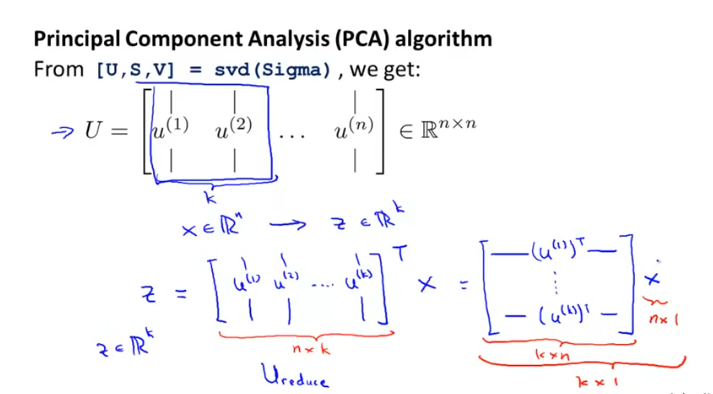 Principal Component Analysis (PCA) algorithm
From [U,S,V] = svd(Sigma) , we get:
→ U = [ u^(1) u^(2) ... u^(n) ] ∈ ℝ^{n×n}
k
x ∈ ℝ^n → z ∈ ℝ^k
z = [ u^(1) u^(2) .... u^(k) ]^T x = [ —(u^(1))^T— ⋮ —(u^(k))^T— ] x
z ∈ ℝ^k
n×k
k×n
n×1
U_reduce
k×1